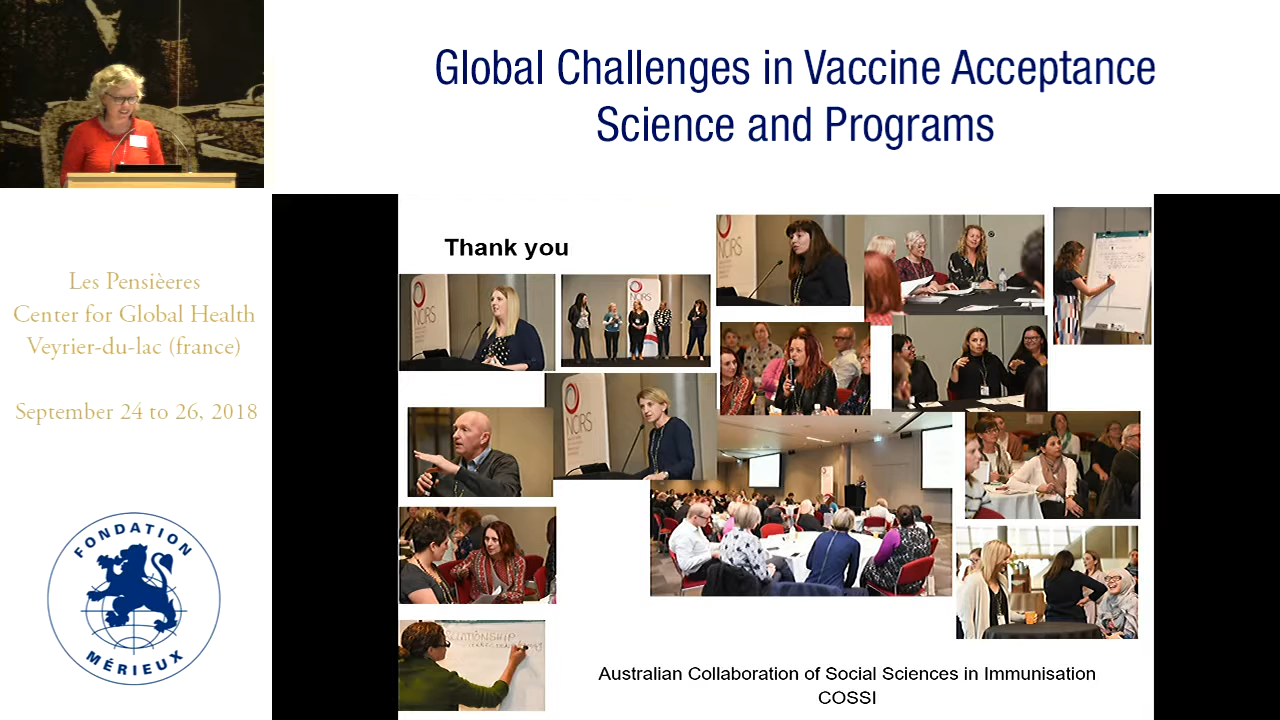 Global Challenges in Vaccine Acceptance
Science and Programs
Les Pensièeres
Center for Global Health
Veyrier-du-lac (france)
September 24 to 26, 2018
FONDATION
MÉRIEUX
Thank you
NCIRS
NCIRS
NCIRS
NCIRS
RELATIONSHIP
Australian Collaboration of Social Sciences in Immunisation
COSSI